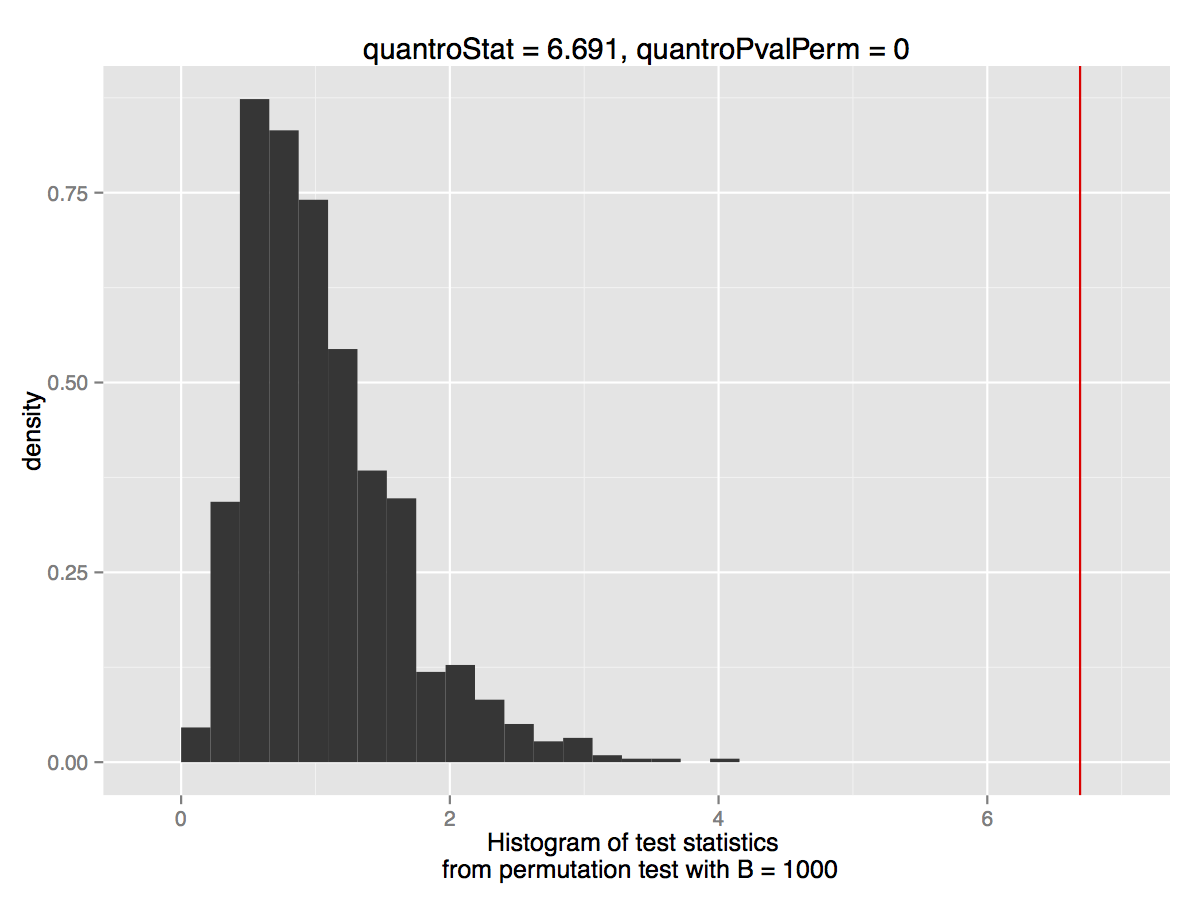 quantroStat = 6.691, quantroPvalPerm = 0
density
0.75
0.50
0.25
0.00
0 2 4 6
Histogram of test statistics
from permutation test with B = 1000